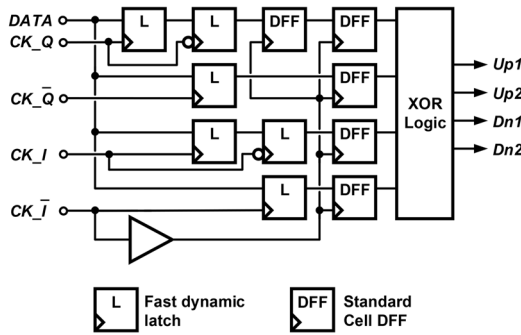 DATA
L
L
DFF
DFF
CK_Q
L
DFF
CK_Q̅
XOR
Logic
Up1
Up2
Dn1
Dn2
L
L
DFF
CK_I
L
DFF
CK_I̅
L
Fast dynamic
latch
DFF
Standard
Cell DFF